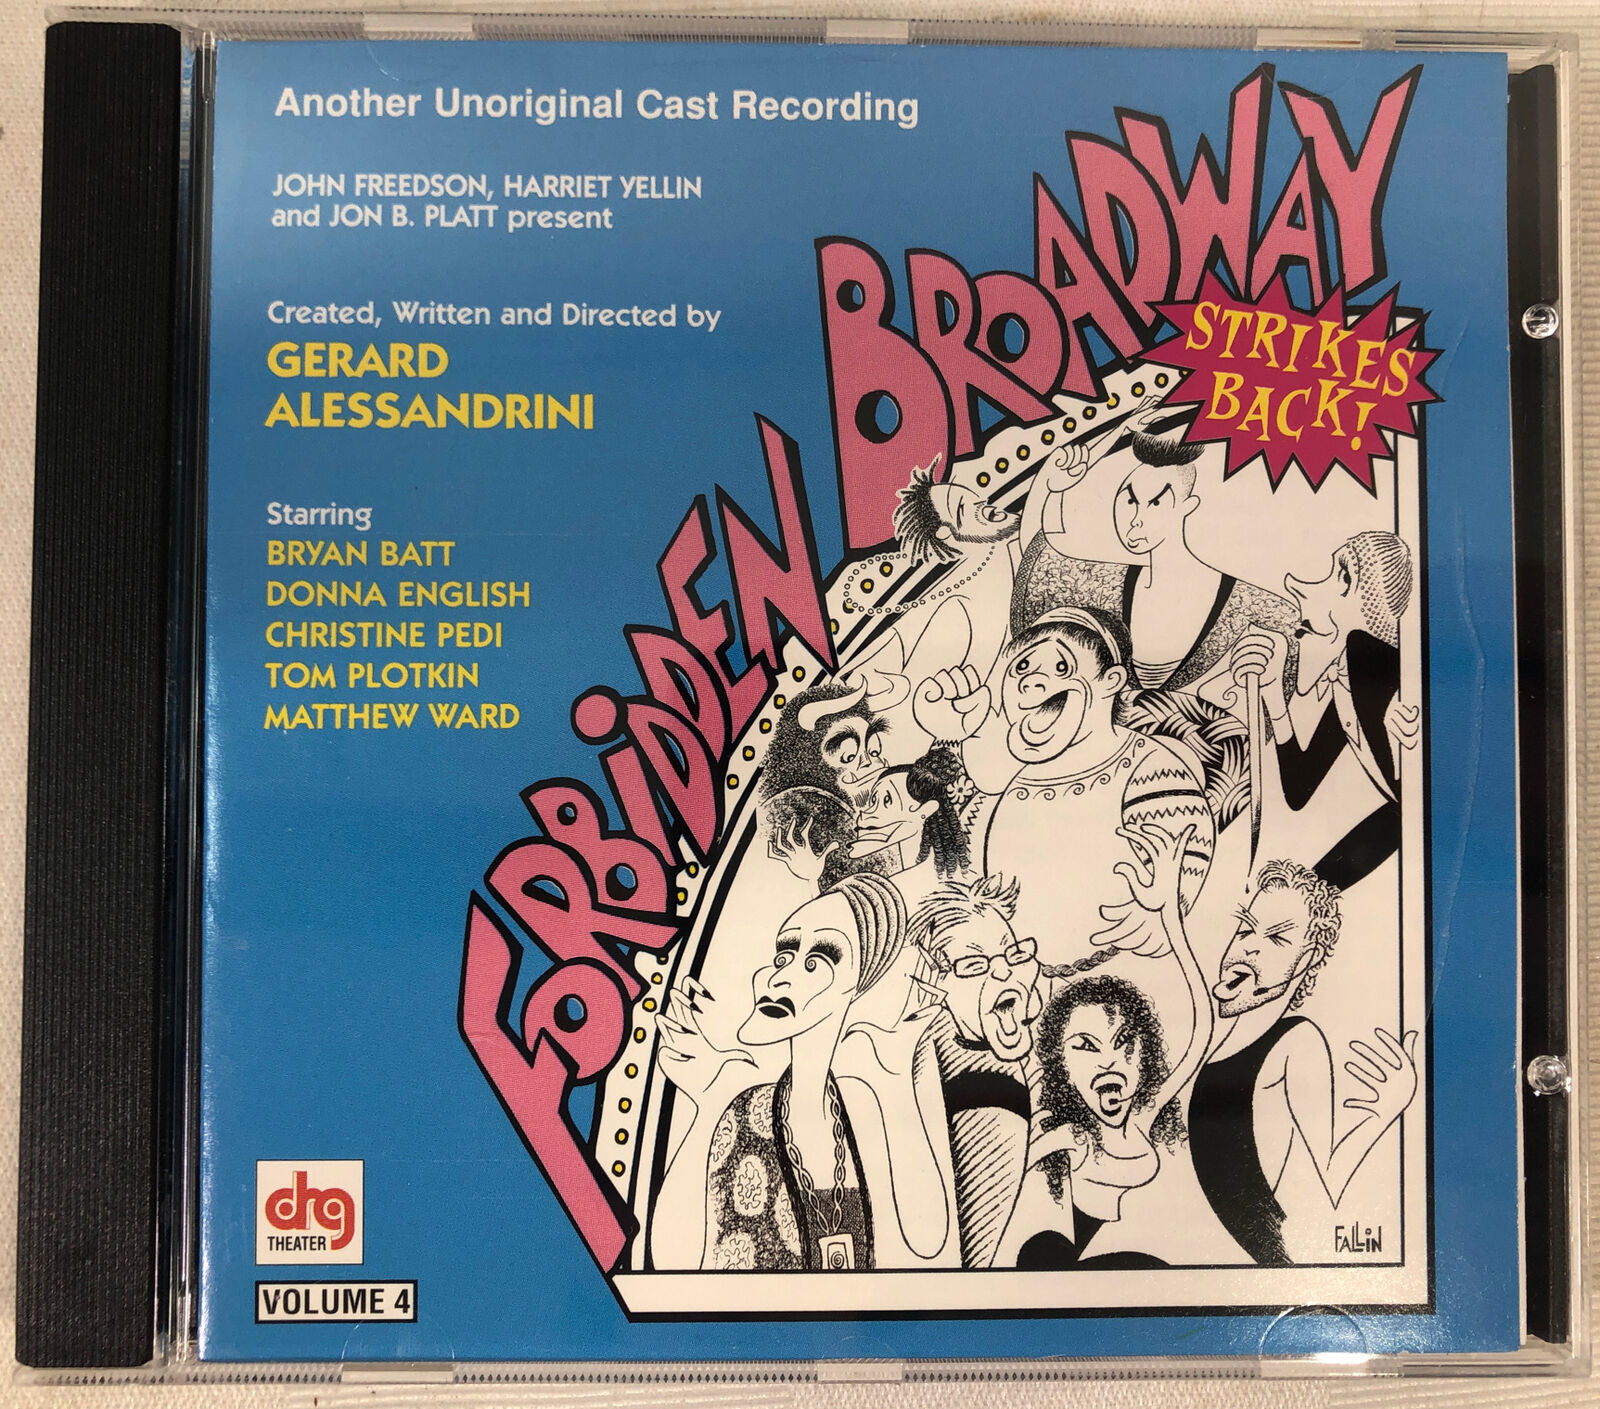 Another Unoriginal Cast Recording
JOHN FREEDSON, HARRIET YELLIN
and JON B. PLATT present
Created, Written and Directed by
GERARD
ALESSANDRINI
Starring
BRYAN BATT
DONNA ENGLISH
CHRISTINE PEDI
TOM PLOTKIN
MATTHEW WARD
FORBIDDEN BROADWAY
STRIKES
BACK!
FALLIN
drg
THEATER
VOLUME 4